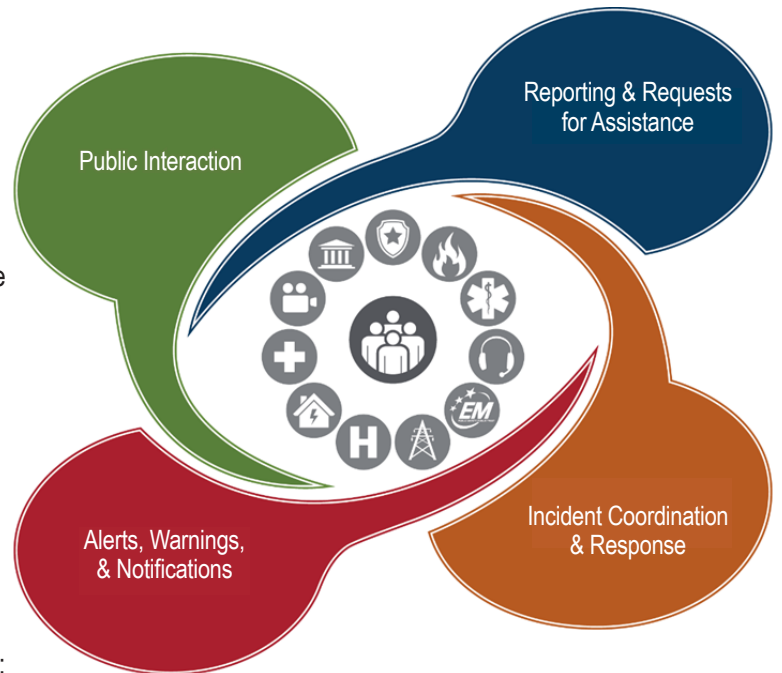 Reporting & Requests
for Assistance
Public Interaction
e
H
EM
Incident Coordination
& Response
Alerts, Warnings,
& Notifications
: